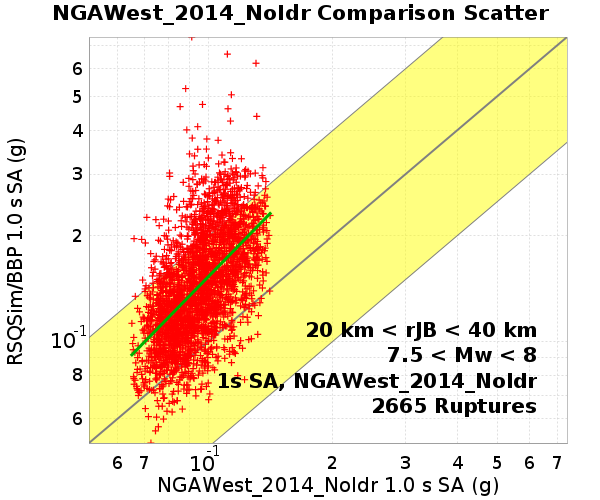 NGAWest_2014_NoIdr Comparison Scatter
RSQSim/BBP 1.0 s SA (g)
6
5
4
3
2
10-1
8
6
20 km < rJB < 40 km
7.5 < Mw < 8
1s SA, NGAWest_2014_NoIdr
2665 Ruptures
6 7 10-1 2 3 4 5 6 7
NGAWest_2014_NoIdr 1.0 s SA (g)